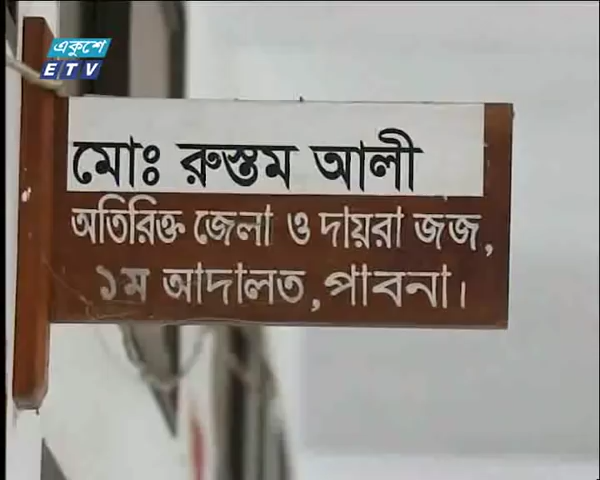 একুশে
ETV
মোঃ রুস্তম আলী
অতিরিক্ত জেলা ও দায়রা জজ,
১ম আদালত, পাবনা।